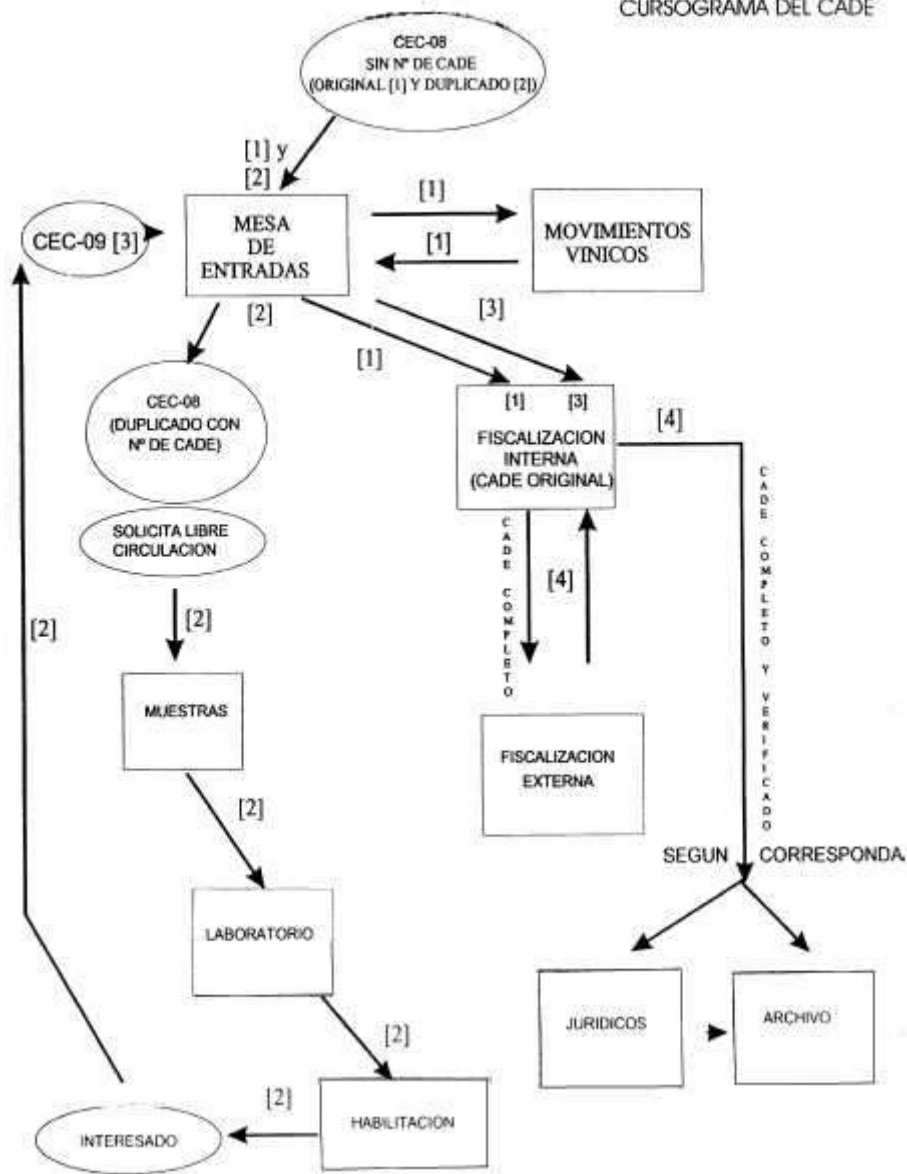 CURSOGRAMA DEL CADE
CEC-08
SIN Nº DE CADE
(ORIGINAL [1] Y DUPLICADO [2])
[1] y
[2]
CEC-09 [3]
MESA
DE
ENTRADAS
[1]
[1]
MOVIMIENTOS
VINICOS
[2]
[1]
[3]
CEC-08
(DUPLICADO CON
Nº DE CADE)
[1] [3]
FISCALIZACION
INTERNA
(CADE ORIGINAL)
[4]
SOLICITA LIBRE
CIRCULACION
CADE COMPLETO
[4]
CADE COMPLETO Y VERIFICADO
[2]
[2]
MUESTRAS
FISCALIZACION
EXTERNA
[2]
SEGUN CORRESPONDA
LABORATORIO
JURIDICOS
ARCHIVO
[2]
HABILITACION
[2]
INTERESADO